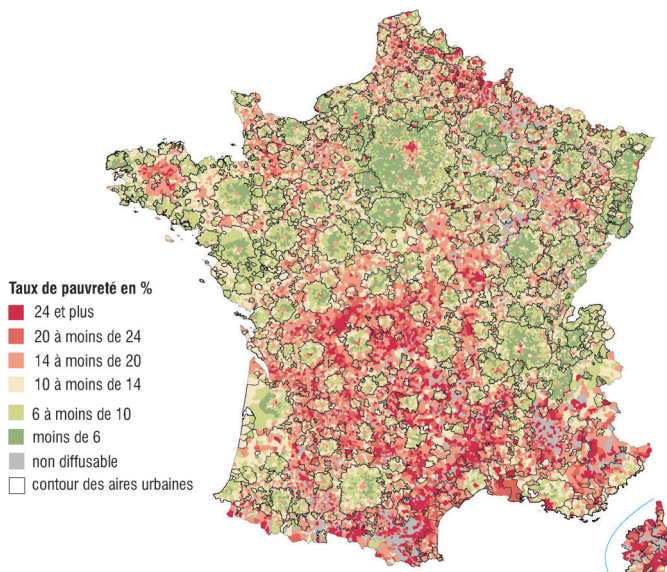 Taux de pauvreté en %
24 et plus
20 à moins de 24
14 à moins de 20
10 à moins de 14
6 à moins de 10
moins de 6
non diffusable
contour des aires urbaines